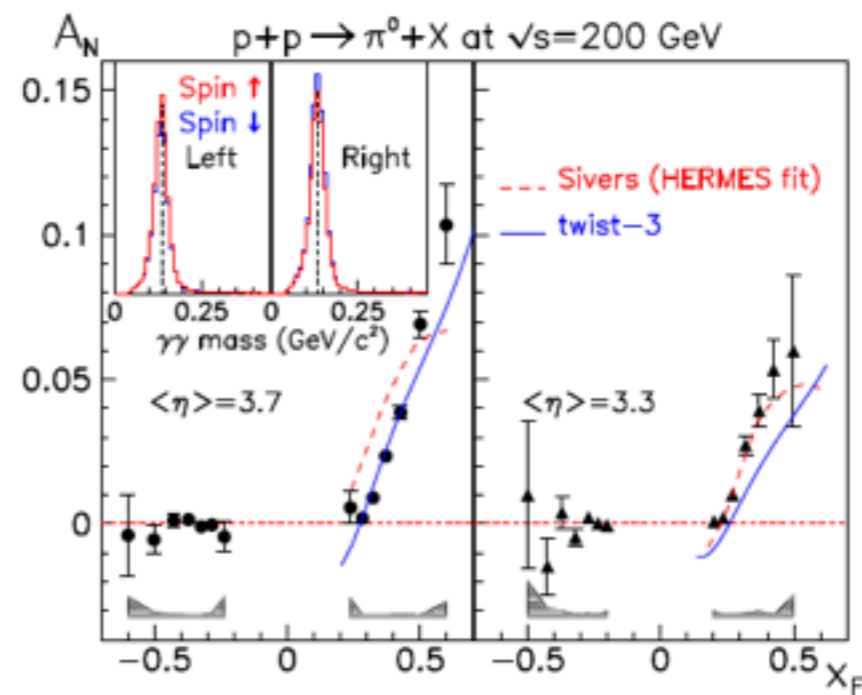 A_N p+p → π⁰+X at √s=200 GeV
0.15
0.1
0.05
0
Spin ↑
Spin ↓
Left
Right
0 0.25 0 0.25
γγ mass (GeV/c²)
Sivers (HERMES fit)
twist−3
<η>=3.7
<η>=3.3
−0.5 0 0.5 −0.5 0 0.5 X_F